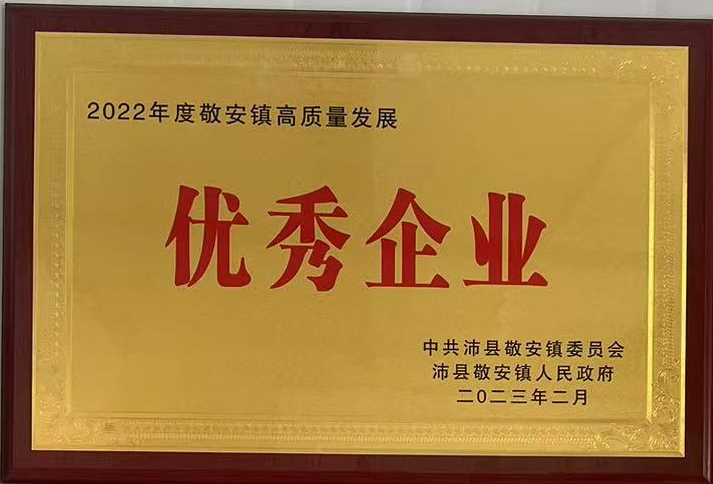 2022年度敬安镇高质量发展
优秀企业
中共沛县敬安镇委员会
沛县敬安镇人民政府
二0二三年二月